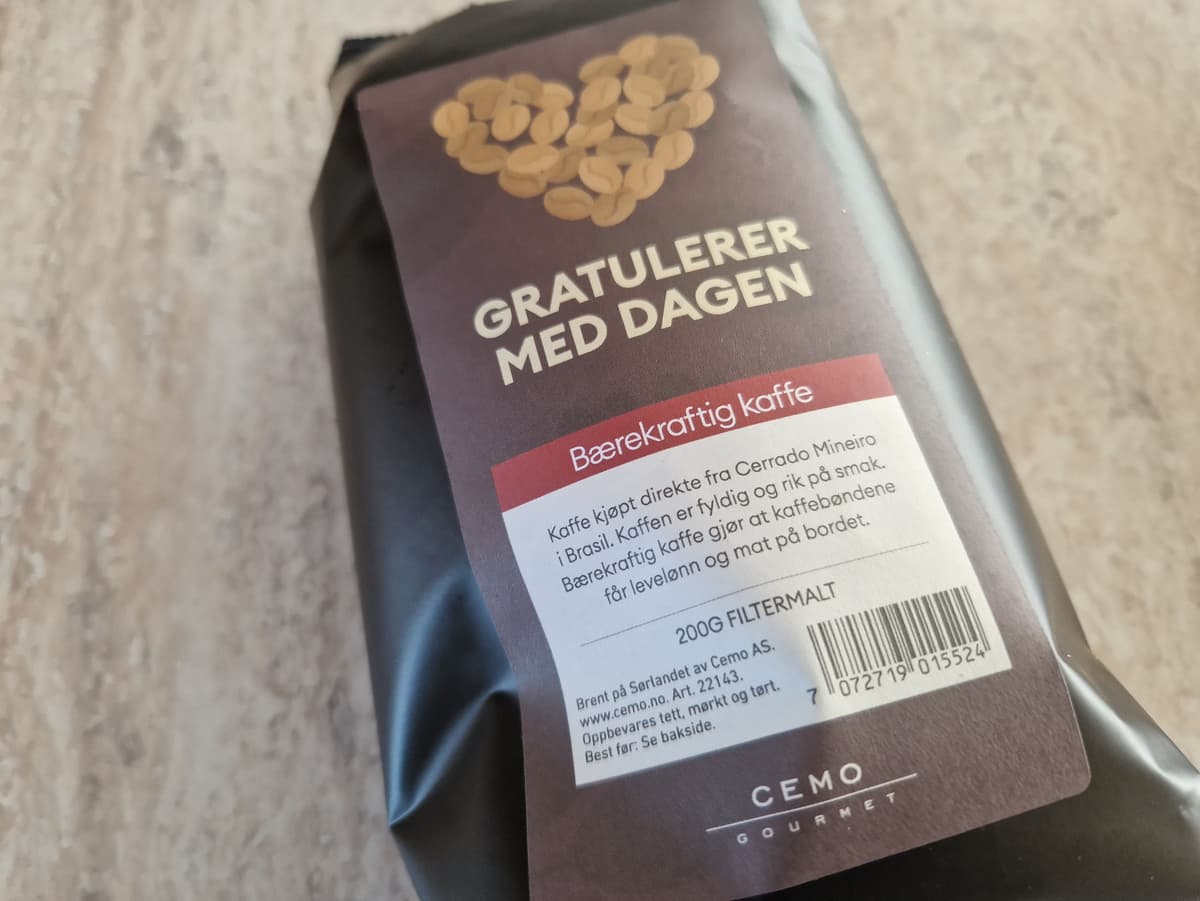 GRATULERER
MED DAGEN
Bærekraftig kaffe
Kaffe kjøpt direkte fra Cerrado Mineiro
i Brasil. Kaffen er fyldig og rik på smak.
Bærekraftig kaffe gjør at kaffebøndene
får levelønn og mat på bordet.
200G FILTERMALT
Brent på Sørlandet av Cemo AS.
www.cemo.no. Art. 22143.
Oppbevares tett, mørkt og tørt.
Best før: Se bakside.
7 072719 015524
CEMO
GOURMET